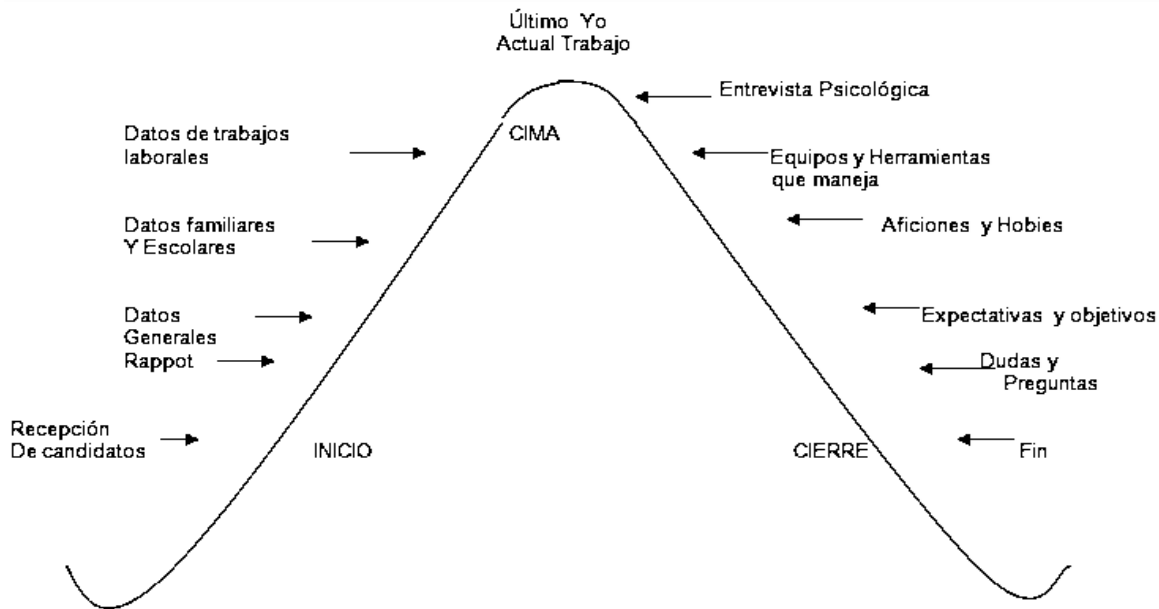 Último Yo
Actual Trabajo
Entrevista Psicológica
CIMA
Datos de trabajos
laborales
Equipos y Herramientas
que maneja
Datos familiares
Y Escolares
Aficiones y Hobies
Datos
Generales
Rappot
Expectativas y objetivos
Dudas y
Preguntas
Recepción
De candidatos
INICIO
CIERRE
Fin